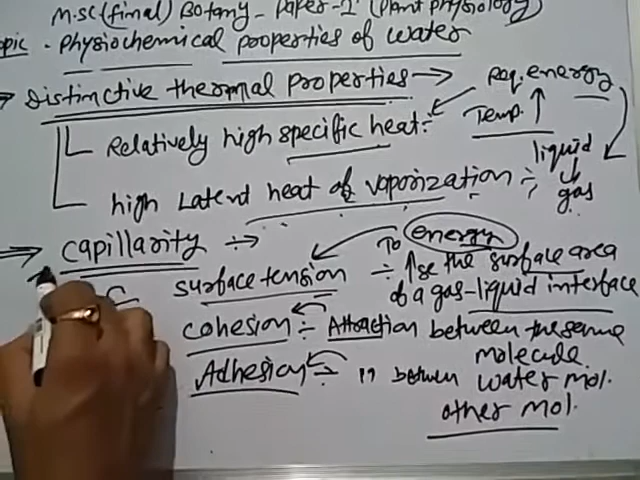 M.Sc (final) Botany - Paper - I (Plant Physiology)
Topic - Physiochemical properties of water
→ Distinctive thermal Properties → Req. energy
Temp ↑
Relatively high specific heat :-
liquid
↓
gas
high Latent heat of vaporization ÷
⇒ Capillarity ÷→
Surface tension ÷ To energy ↑se the surface area
of a gas-liquid interface
Cohesion ÷ Attraction between the same
molecule.
Adhesion ÷ 〃 between water mol.
other mol.